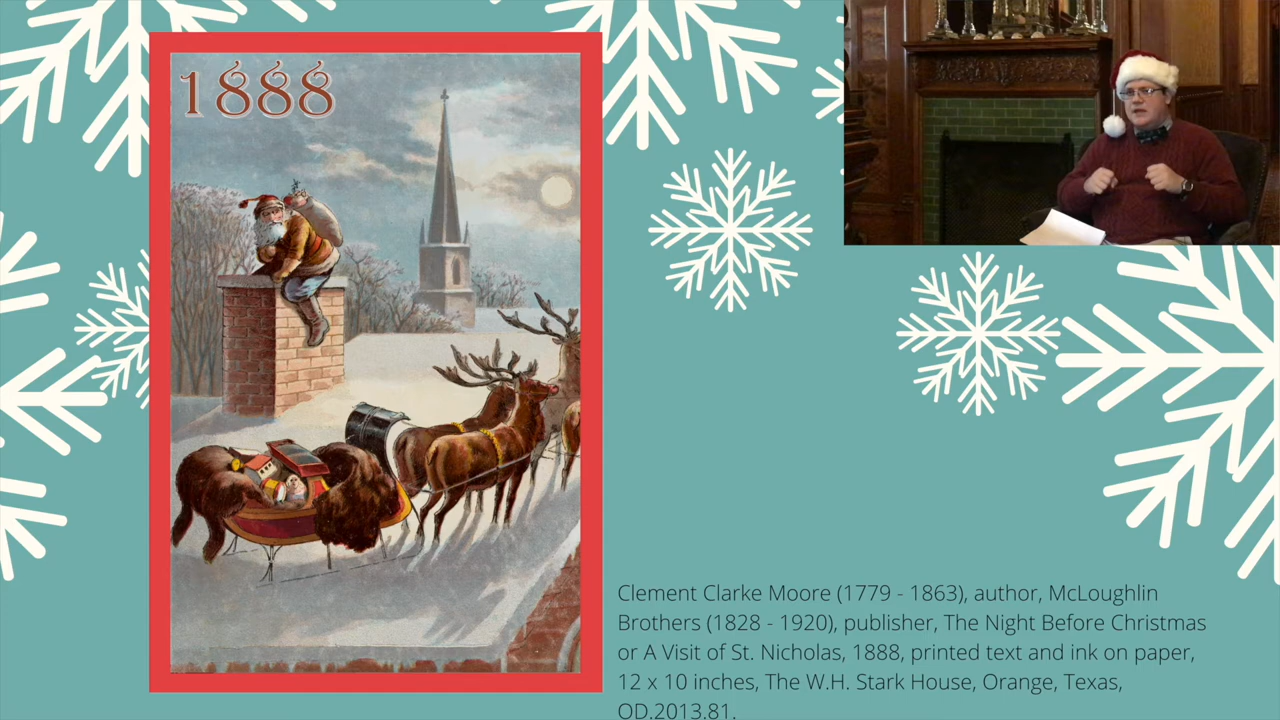 1888
Clement Clarke Moore (1779 - 1863), author, McLoughlin
Brothers (1828 - 1920), publisher, The Night Before Christmas
or A Visit of St. Nicholas, 1888, printed text and ink on paper,
12 x 10 inches, The W.H. Stark House, Orange, Texas,
OD.2013.81.